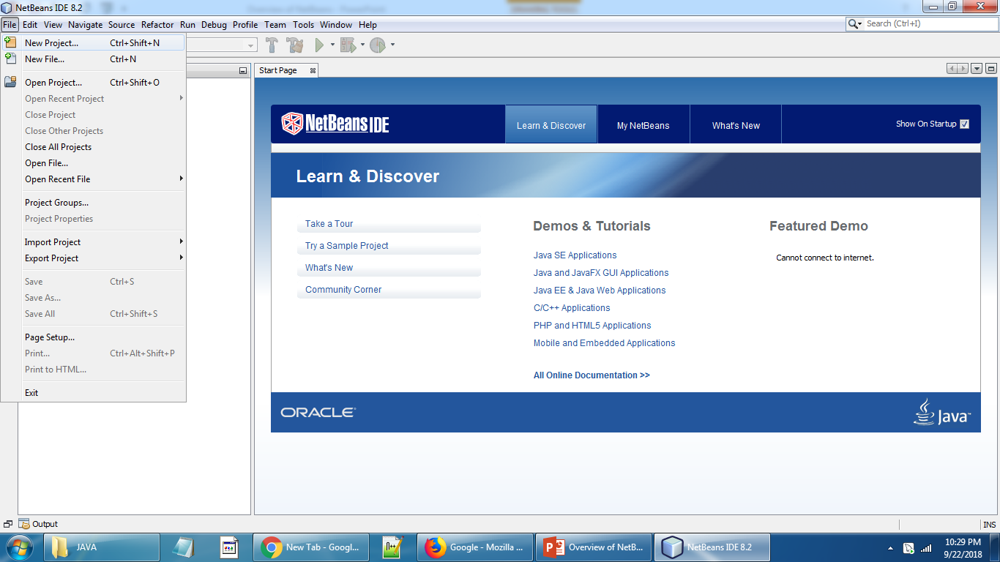 NetBeans IDE 8.2
Overview of NetBeans - PowerPoint
File Edit View Navigate Source Refactor Run Debug Profile Team Tools Window Help
Search (Ctrl+I)
New Project... Ctrl+Shift+N
New File... Ctrl+N
Open Project... Ctrl+Shift+O
Open Recent Project
Close Project
Close Other Projects
Close All Projects
Open File...
Open Recent File
Project Groups...
Project Properties
Import Project
Export Project
Save Ctrl+S
Save As...
Save All Ctrl+Shift+S
Page Setup...
Print... Ctrl+Alt+Shift+P
Print to HTML...
Exit
Start Page
NetBeans IDE
Learn & Discover My NetBeans What's New Show On Startup
Learn & Discover
Take a Tour
Try a Sample Project
What's New
Community Corner
Demos & Tutorials
Java SE Applications
Java and JavaFX GUI Applications
Java EE & Java Web Applications
C/C++ Applications
PHP and HTML5 Applications
Mobile and Embedded Applications
All Online Documentation >>
Featured Demo
Cannot connect to internet.
ORACLE
Java
Output
INS
JAVA
New Tab - Googl...
Google - Mozilla ...
Overview of NetB...
NetBeans IDE 8.2
10:29 PM
9/22/2018